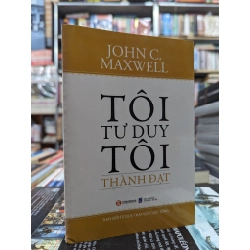 JOHN C.
MAXWELL
TÔI
TƯ DUY
TÔI
THÀNH ĐẠT